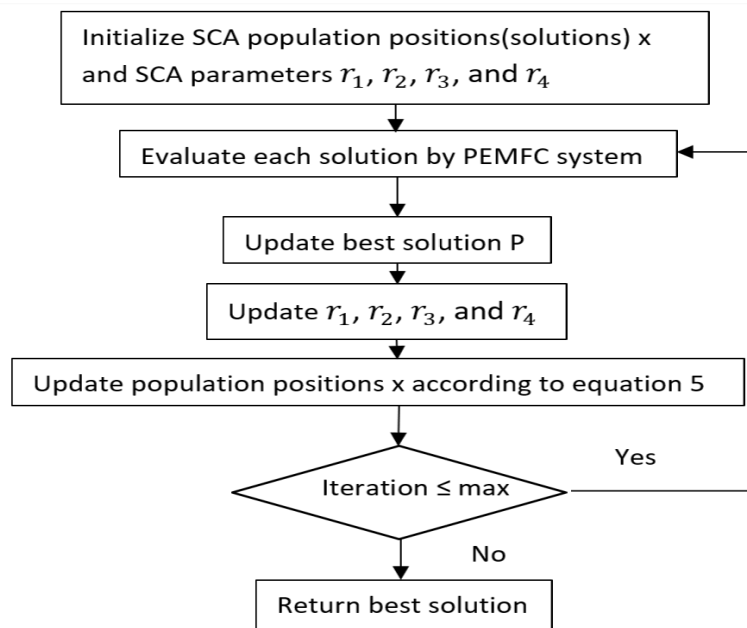 Initialize SCA population positions(solutions) x
and SCA parameters r₁, r₂, r₃, and r₄
Evaluate each solution by PEMFC system
Update best solution P
Update r₁, r₂, r₃, and r₄
Update population positions x according to equation 5
Yes
Iteration ≤ max
No
Return best solution